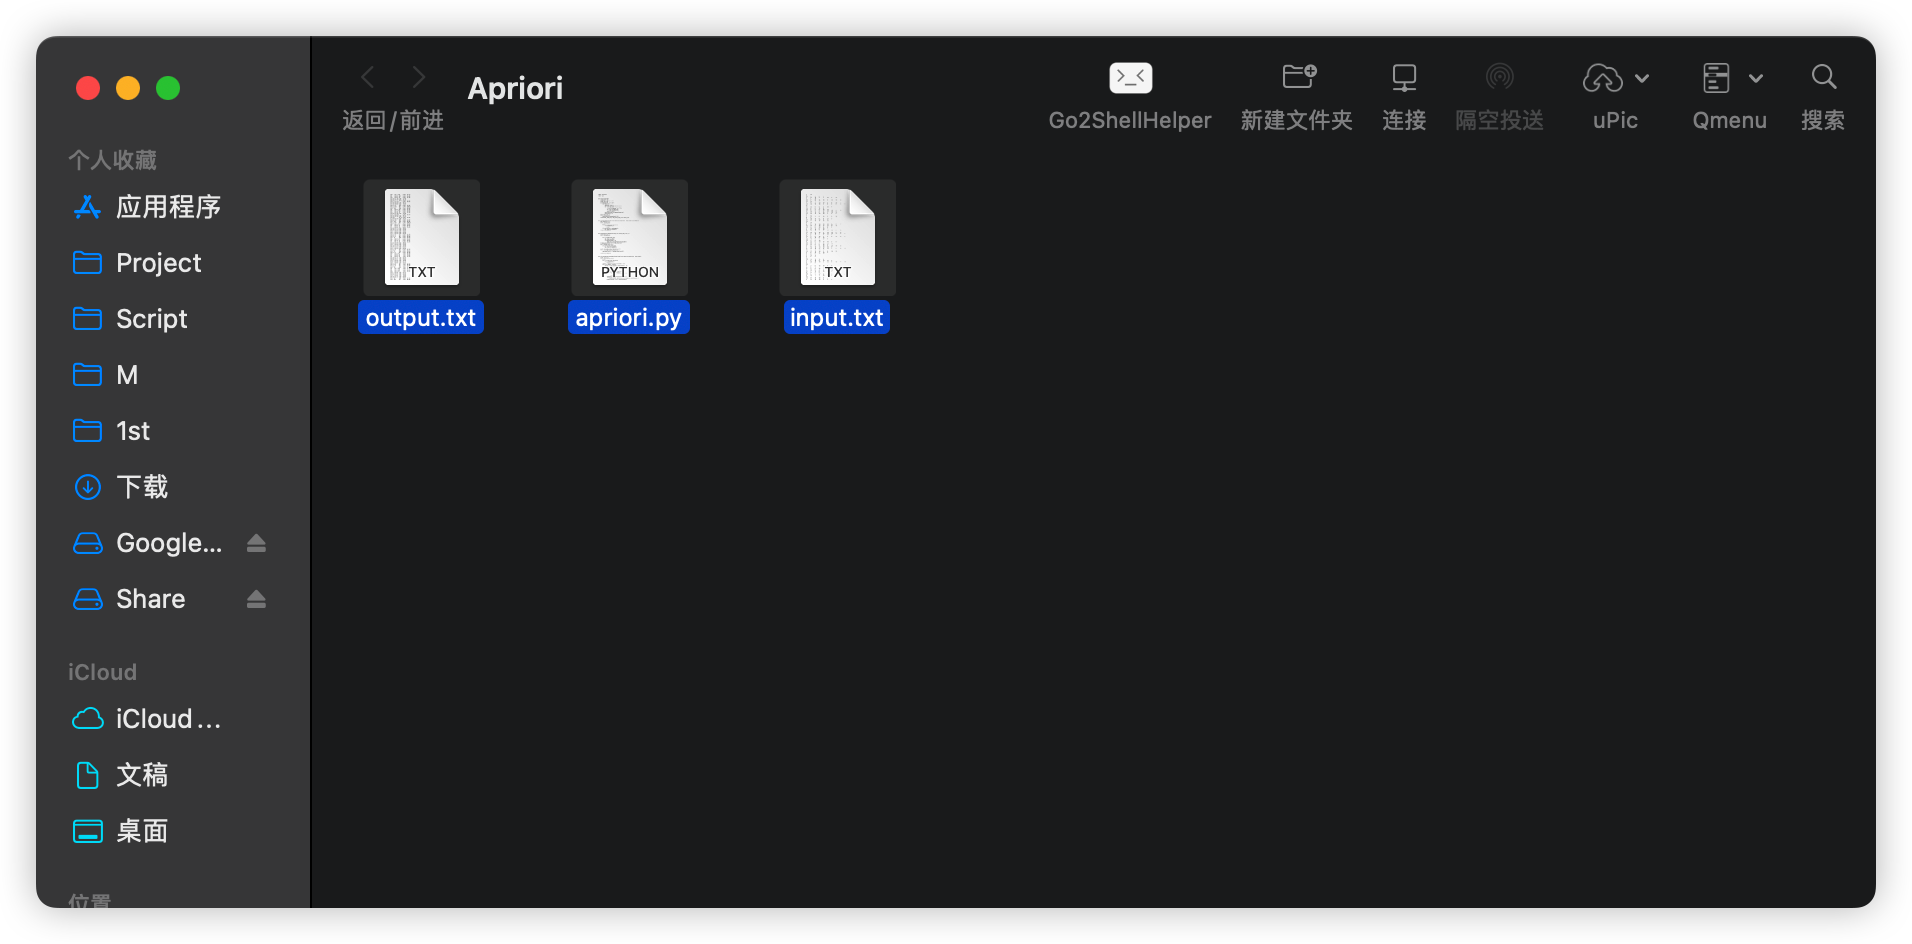 Apriori
返回/前进
Go2ShellHelper
新建文件夹
连接
隔空投送
uPic
Qmenu
搜索
个人收藏
应用程序
Project
Script
M
1st
下载
Google...
Share
iCloud
iCloud...
文稿
桌面
位置
TXT
output.txt
PYTHON
apriori.py
TXT
input.txt